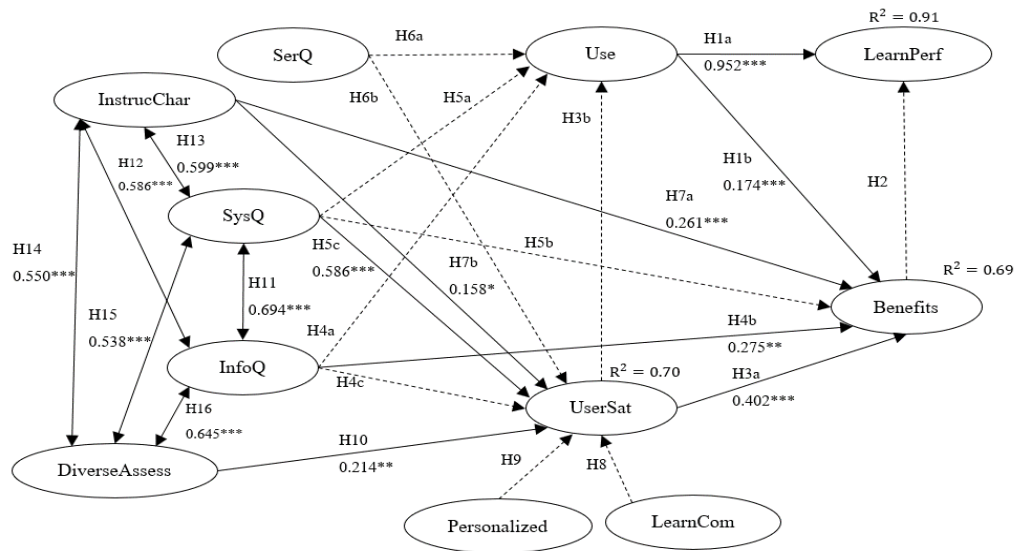 R² = 0.91
H6a
H1a
SerQ
Use
LearnPerf
0.952***
InstrucChar
H6b
H5a
H3b
H13
0.599***
H12
0.586***
H1b
0.174***
H2
H7a
0.261***
SysQ
H14
0.550***
H5c
0.586***
H5b
H7b
0.158*
R² = 0.69
H11
0.694***
Benefits
H15
0.538***
H4a
H4b
0.275**
InfoQ
H4c
R² = 0.70
H3a
0.402***
UserSat
H16
0.645***
H10
0.214**
DiverseAssess
H9
H8
Personalized
LearnCom